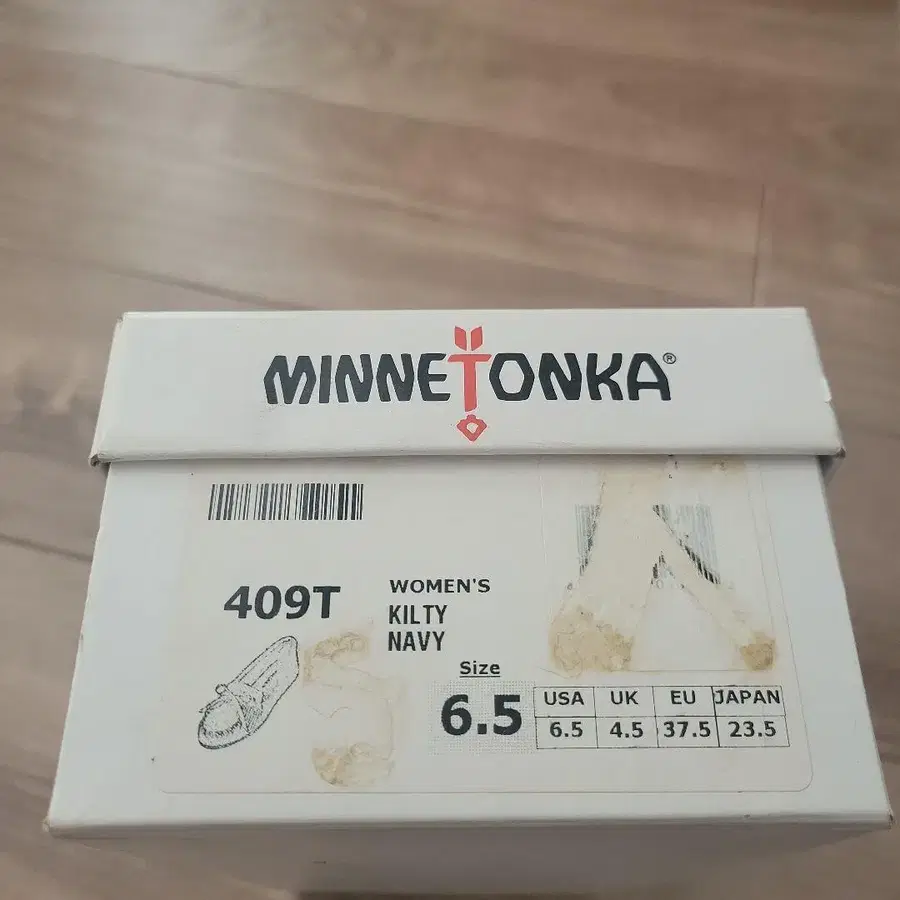 MINNETONKA®
409T
WOMEN'S
KILTY
NAVY
Size
6.5
USA UK EU JAPAN
6.5 4.5 37.5 23.5